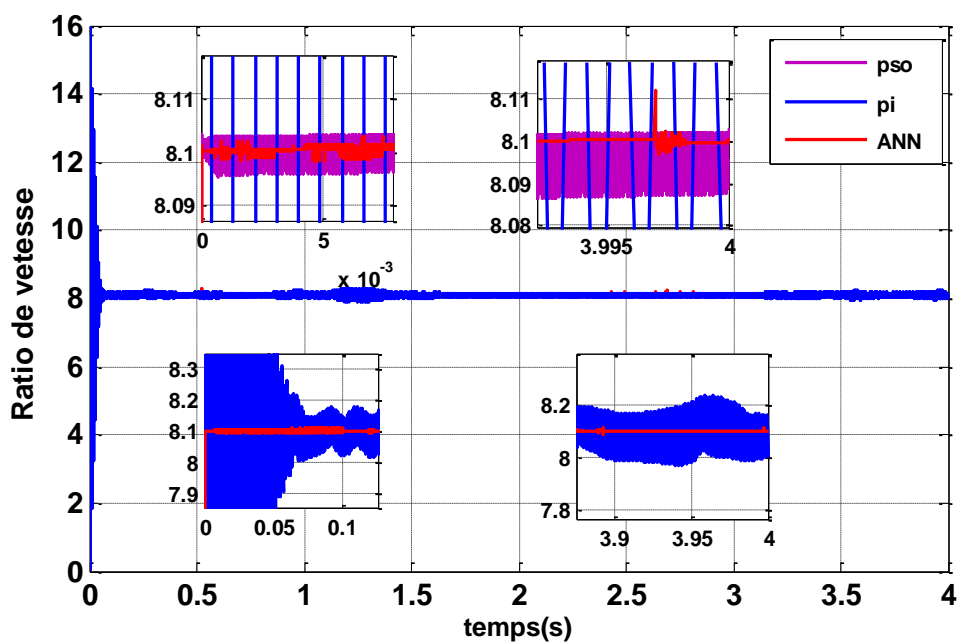 Ratio de vetesse
16
14
12
10
8
6
4
2
0
0 0.5 1 1.5 2 2.5 3 3.5 4
temps(s)
pso
pi
ANN
8.11
8.1
8.09
0 5
x 10^-3
8.11
8.1
8.09
8.08
3.995 4
8.3
8.2
8.1
8
7.9
0 0.05 0.1
8.2
8
7.8
3.9 3.95 4